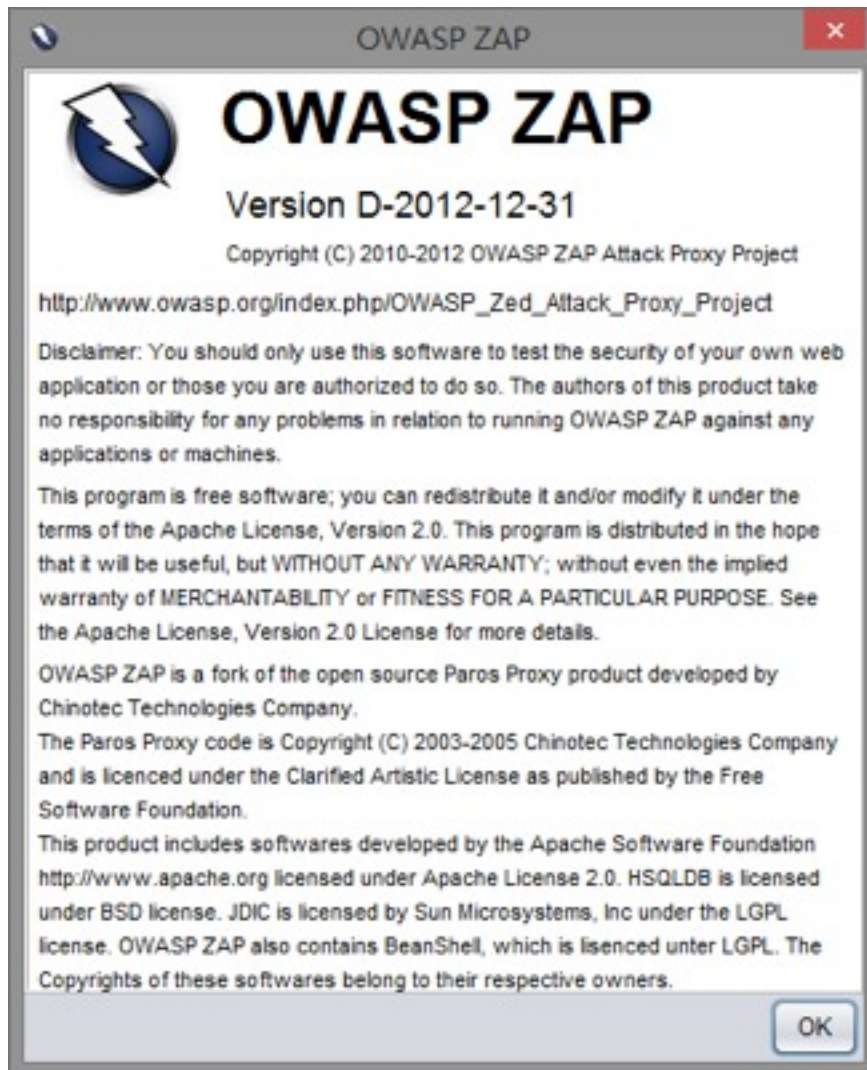 OWASP ZAP
OWASP ZAP
Version D-2012-12-31
Copyright (C) 2010-2012 OWASP ZAP Attack Proxy Project
http://www.owasp.org/index.php/OWASP_Zed_Attack_Proxy_Project
Disclaimer: You should only use this software to test the security of your own web
application or those you are authorized to do so. The authors of this product take
no responsibility for any problems in relation to running OWASP ZAP against any
applications or machines.
This program is free software; you can redistribute it and/or modify it under the
terms of the Apache License, Version 2.0. This program is distributed in the hope
that it will be useful, but WITHOUT ANY WARRANTY; without even the implied
warranty of MERCHANTABILITY or FITNESS FOR A PARTICULAR PURPOSE. See
the Apache License, Version 2.0 License for more details.
OWASP ZAP is a fork of the open source Paros Proxy product developed by
Chinotec Technologies Company.
The Paros Proxy code is Copyright (C) 2003-2005 Chinotec Technologies Company
and is licenced under the Clarified Artistic License as published by the Free
Software Foundation.
This product includes softwares developed by the Apache Software Foundation
http://www.apache.org licensed under Apache License 2.0. HSQLDB is licensed
under BSD license. JDIC is licensed by Sun Microsystems, Inc under the LGPL
license. OWASP ZAP also contains BeanShell, which is lisenced unter LGPL. The
Copyrights of these softwares belong to their respective owners.
OK